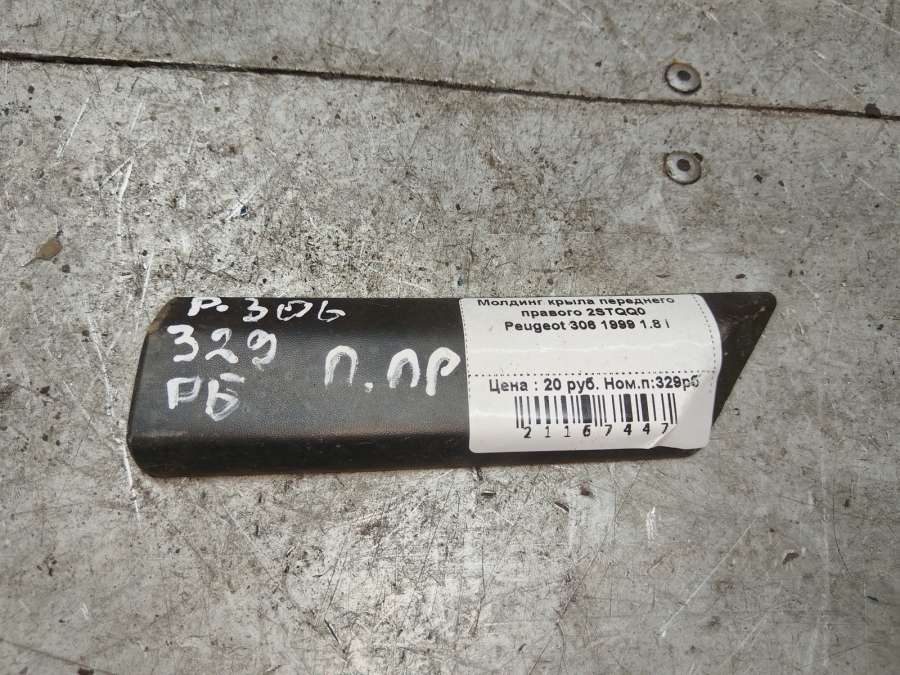 P. 306
329
РБ
П. ПР
Молдинг крыла переднего
правого 2STQQ0
Peugeot 306 1999 1.8 i
Цена : 20 руб. Ном.п:329рб
21167447